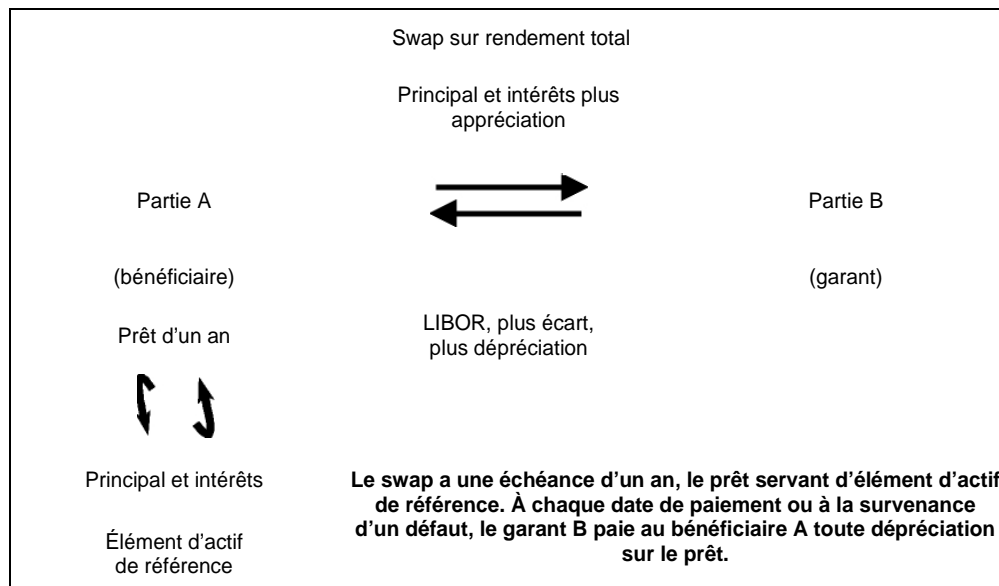 Swap sur rendement total
Principal et intérêts plus
appréciation
Partie A
Partie B
(bénéficiaire)
(garant)
Prêt d'un an
LIBOR, plus écart,
plus dépréciation
Principal et intérêts
Élément d'actif
de référence
Le swap a une échéance d'un an, le prêt servant d'élément d'actif
de référence. À chaque date de paiement ou à la survenance
d'un défaut, le garant B paie au bénéficiaire A toute dépréciation
sur le prêt.